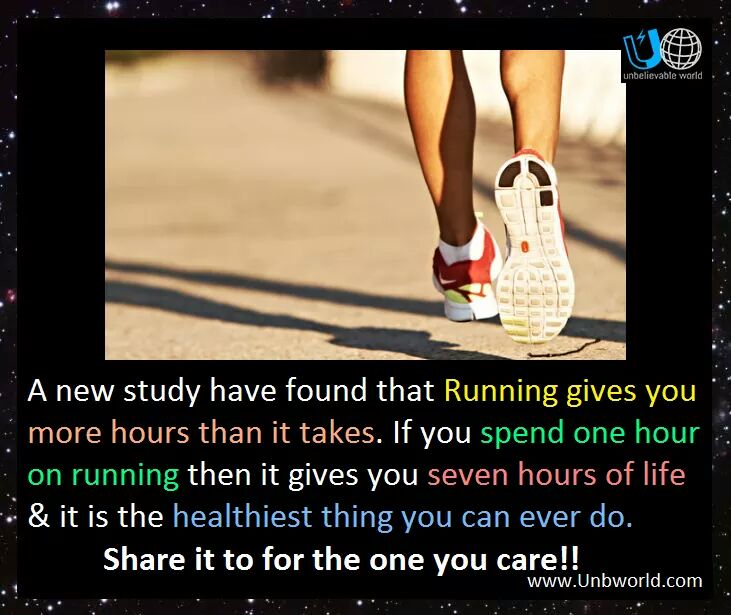 unbelievable world
A new study have found that Running gives you
more hours than it takes. If you spend one hour
on running then it gives you seven hours of life
& it is the healthiest thing you can ever do.
Share it to for the one you care!!
www.Unbworld.com